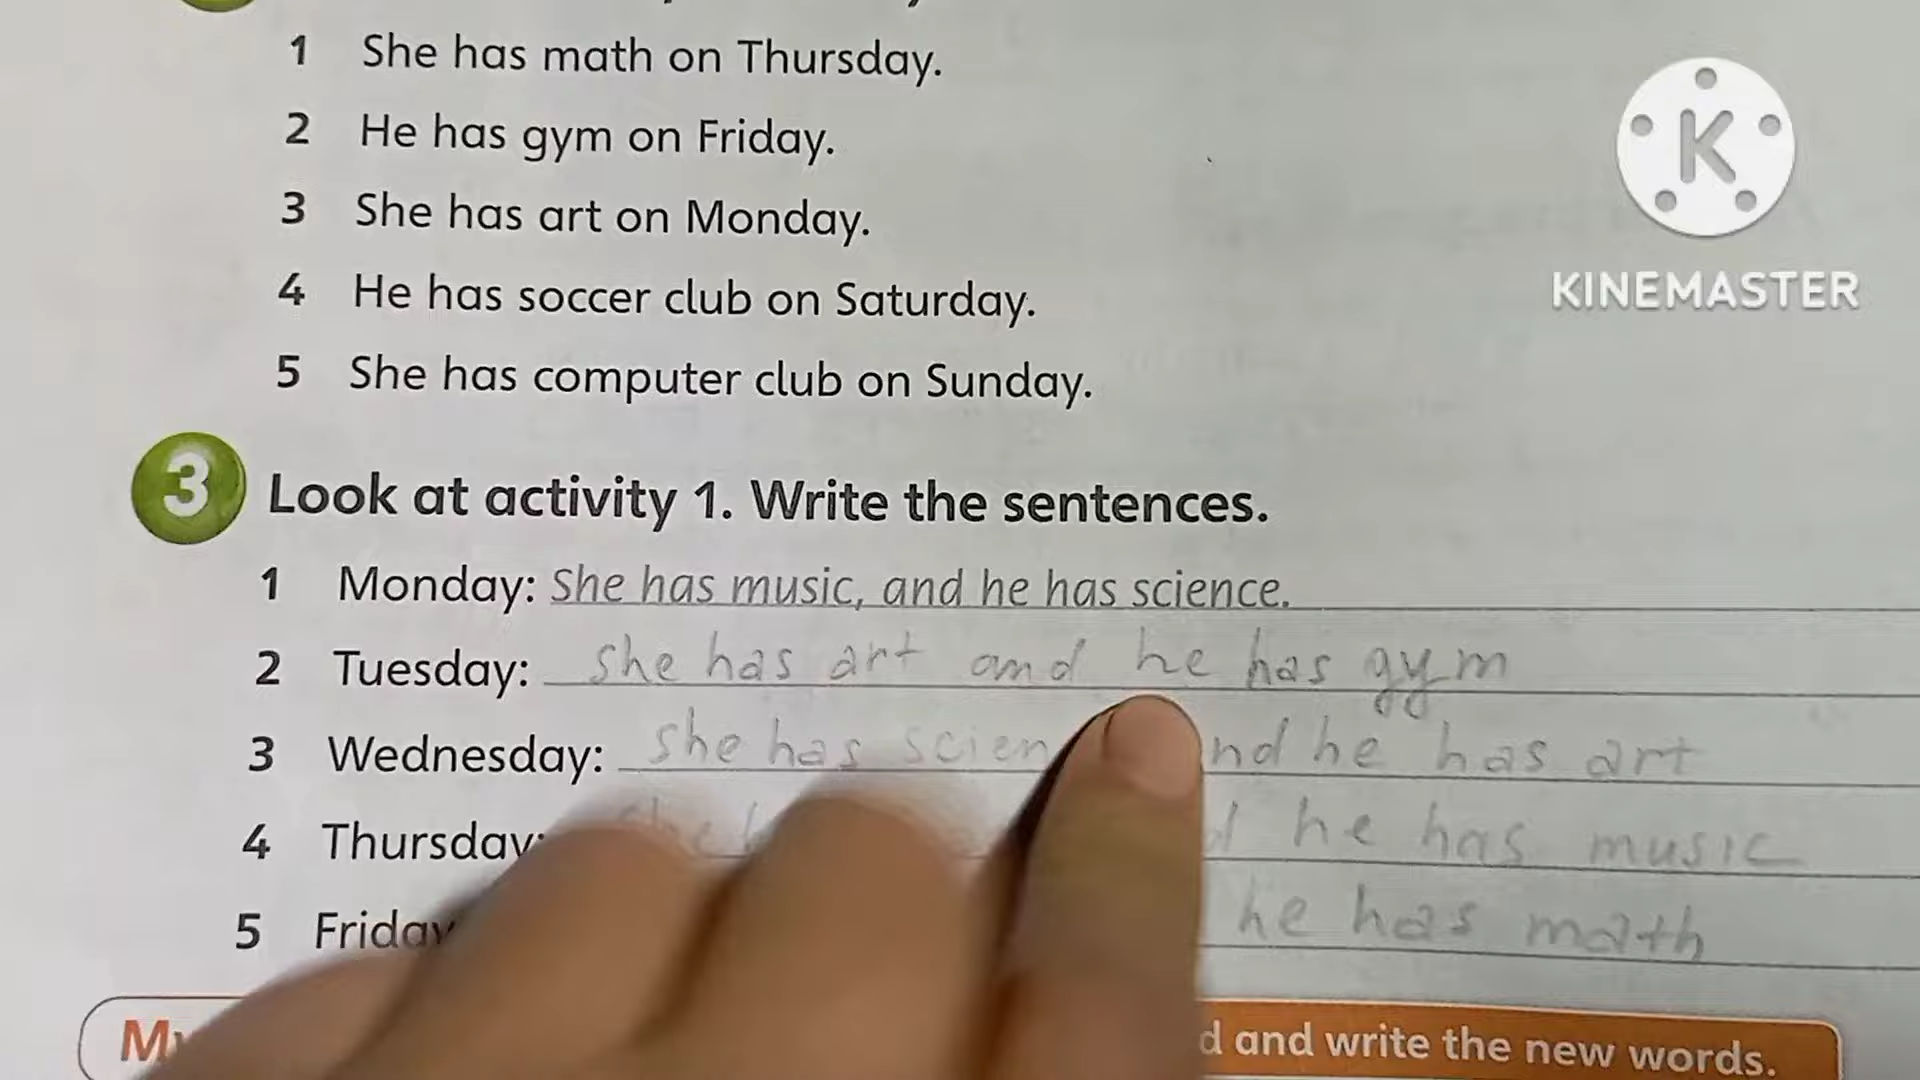 1 She has math on Thursday.
2 He has gym on Friday.
3 She has art on Monday.
4 He has soccer club on Saturday.
5 She has computer club on Sunday.
K
KINEMASTER
3 Look at activity 1. Write the sentences.
1 Monday: She has music, and he has science.
2 Tuesday: She has art and he has gym
3 Wednesday: She has and he has art
4 Thursday: he has music
5 Friday he has math
and write the new words.